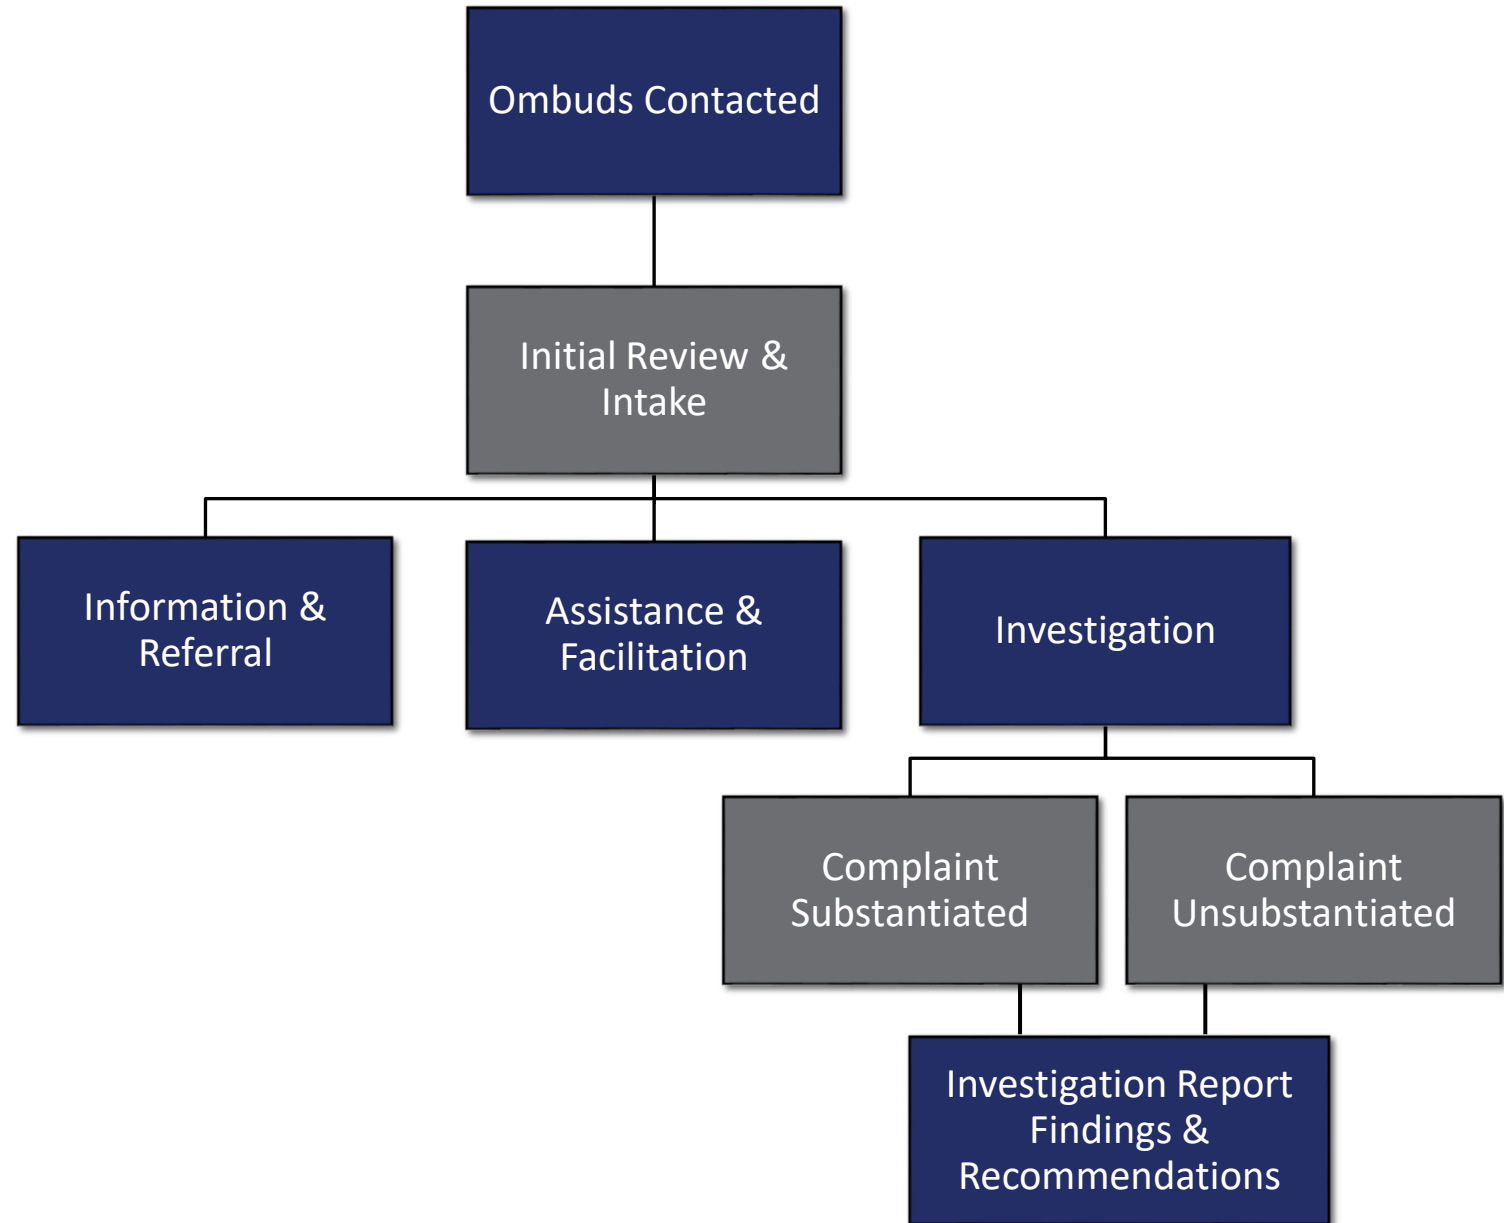 Ombuds Contacted
Initial Review &
Intake
Information &
Referral
Assistance &
Facilitation
Investigation
Complaint
Substantiated
Complaint
Unsubstantiated
Investigation Report
Findings &
Recommendations